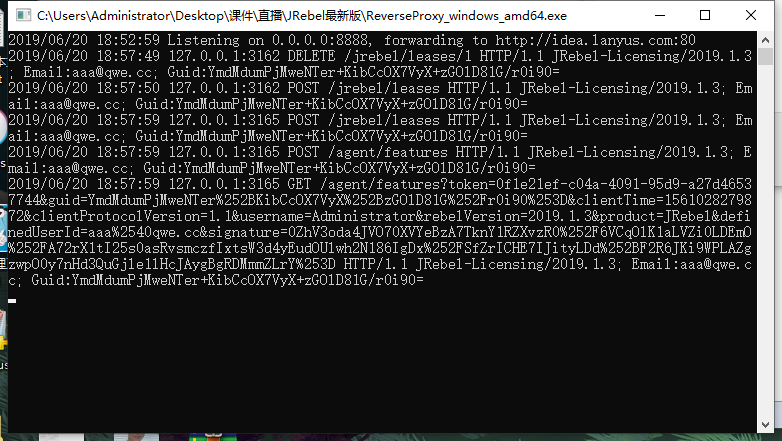 C:\Users\Administrator\Desktop\课件\直播\JRebel最新版\ReverseProxy_windows_amd64.exe
2019/06/20 18:52:59 Listening on 0.0.0.0:8888, forwarding to http://idea.lanyus.com:80
2019/06/20 18:57:49 127.0.0.1:3162 DELETE /jrebel/leases/1 HTTP/1.1 JRebel-Licensing/2019.1.3
; Email:aaa@qwe.cc; Guid:YmdMdumPjMweNTer+KibCcOX7VyX+zGO1D81G/r0i90=
2019/06/20 18:57:50 127.0.0.1:3162 POST /jrebel/leases HTTP/1.1 JRebel-Licensing/2019.1.3; Em
ail:aaa@qwe.cc; Guid:YmdMdumPjMweNTer+KibCcOX7VyX+zGO1D81G/r0i90=
2019/06/20 18:57:59 127.0.0.1:3165 POST /jrebel/leases HTTP/1.1 JRebel-Licensing/2019.1.3; Em
ail:aaa@qwe.cc; Guid:YmdMdumPjMweNTer+KibCcOX7VyX+zGO1D81G/r0i90=
2019/06/20 18:57:59 127.0.0.1:3165 POST /agent/features HTTP/1.1 JRebel-Licensing/2019.1.3; E
mail:aaa@qwe.cc; Guid:YmdMdumPjMweNTer+KibCcOX7VyX+zGO1D81G/r0i90=
2019/06/20 18:57:59 127.0.0.1:3165 GET /agent/features?token=0f1e21ef-c04a-4091-95d9-a27d4653
7744&guid=YmdMdumPjMweNTer%252BKibCcOX7VyX%252BzGO1D81G%252Fr0i90%253D&clientTime=15610282798
72&clientProtocolVersion=1.1&username=Administrator&rebelVersion=2019.1.3&product=JRebel&defi
nedUserId=aaa%2540qwe.cc&signature=0ZhV3oda4JVO70XVYeBzA7TknY1RZXvzR0%252F6VCqO1K1aLVZi0LDEmO
%252FA72rX1tI25s0asRvsmczfIxtsW3d4yEudOU1wh2N186IgDx%252FSfZrICHE7IJityLDd%252BF2R6JKi9WPLAZg
zwpO0y7nHd3QuGj1e11HcJAygBgRDMmmZLrY%253D HTTP/1.1 JRebel-Licensing/2019.1.3; Email:aaa@qwe.c
c; Guid:YmdMdumPjMweNTer+KibCcOX7VyX+zGO1D81G/r0i90=